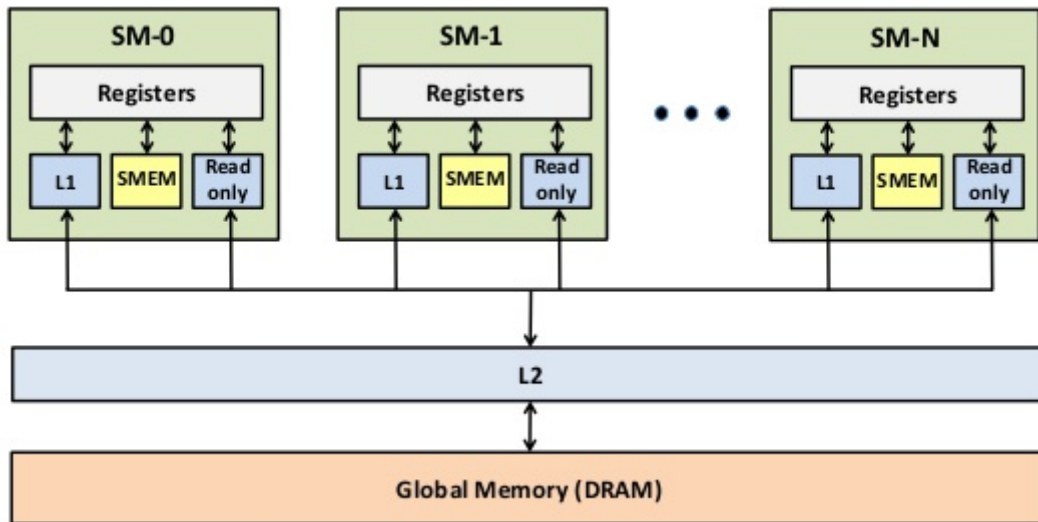 SM-0
Registers
L1
SMEM
Read
only
SM-1
Registers
L1
SMEM
Read
only
SM-N
Registers
L1
SMEM
Read
only
L2
Global Memory (DRAM)